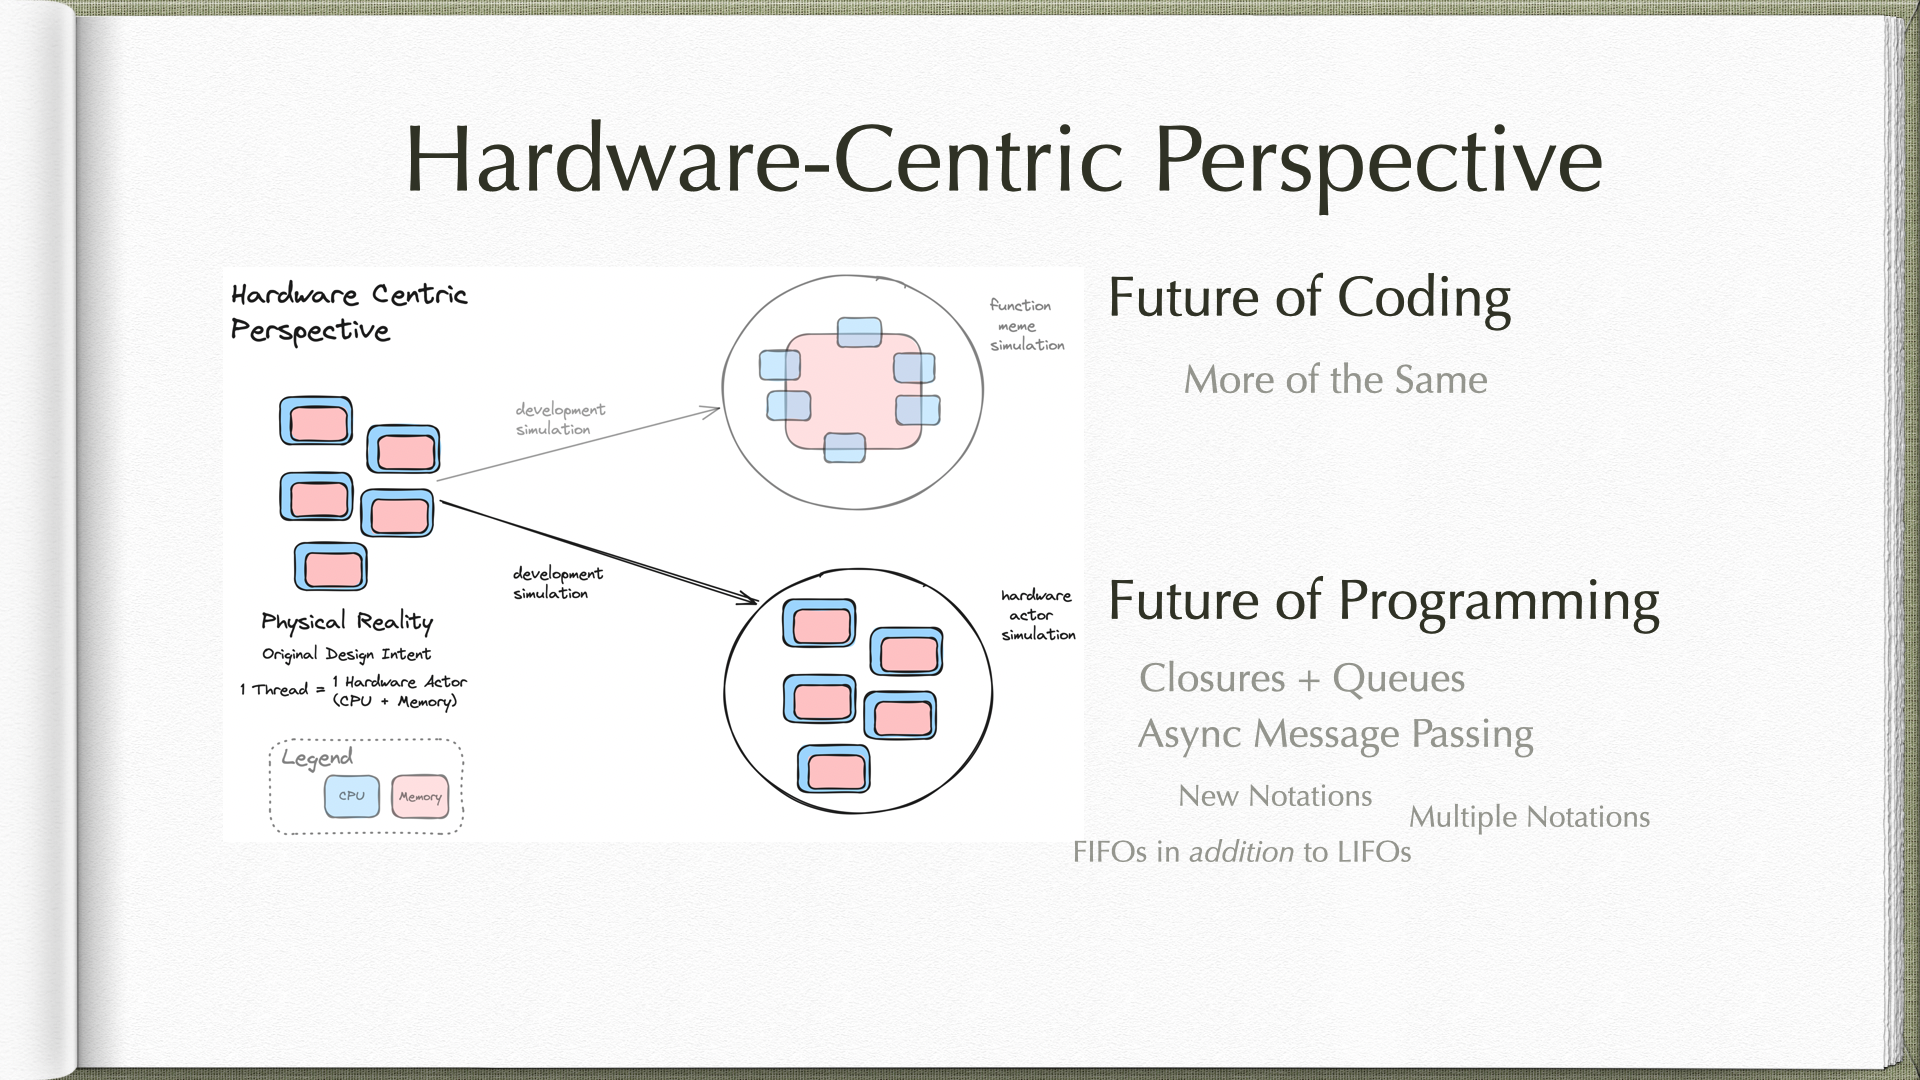 Hardware-Centric Perspective
Hardware Centric
Perspective
development
simulation
function
meme
simulation
development
simulation
hardware
actor
simulation
Physical Reality
Original Design Intent
1 Thread = 1 Hardware Actor
(CPU + Memory)
Legend
CPU
Memory
Future of Coding
More of the Same
Future of Programming
Closures + Queues
Async Message Passing
New Notations
Multiple Notations
FIFOs in addition to LIFOs